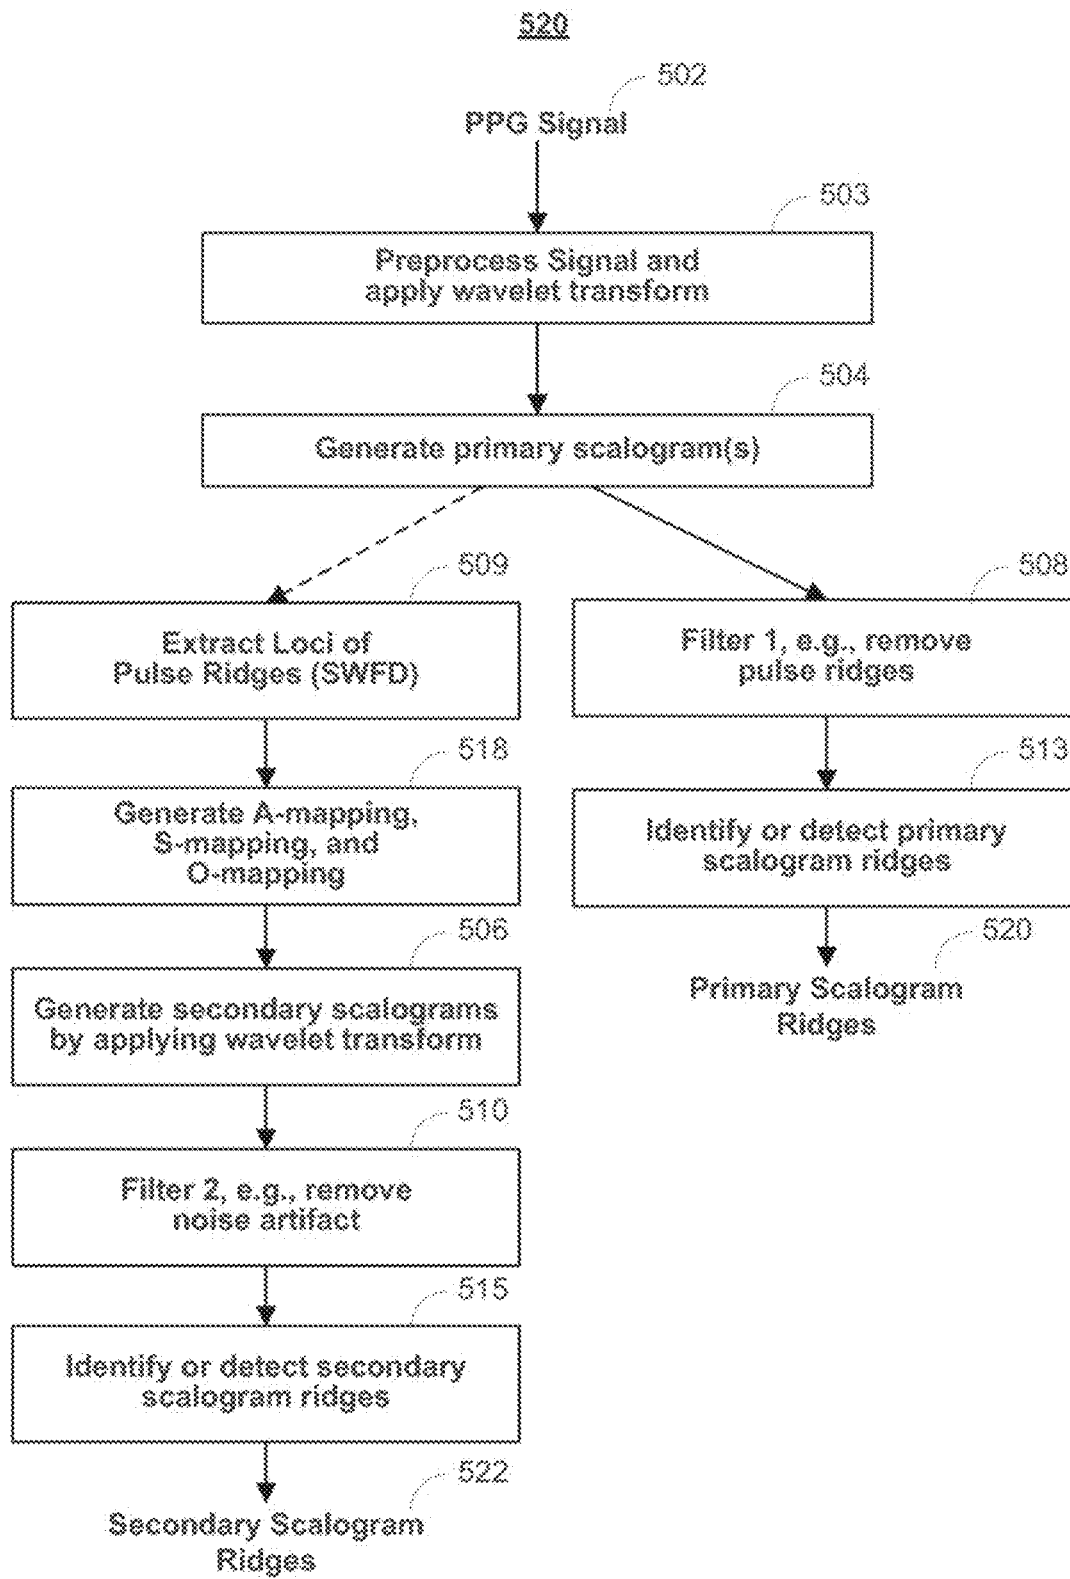 520
502
PPG Signal
503
Preprocess Signal and
apply wavelet transform
504
Generate primary scalogram(s)
509
Extract Loci of
Pulse Ridges (SWFD)
518
Generate A-mapping,
S-mapping, and
O-mapping
506
Generate secondary scalograms
by applying wavelet transform
510
Filter 2, e.g., remove
noise artifact
515
Identify or detect secondary
scalogram ridges
522
Secondary Scalogram
Ridges
508
Filter 1, e.g., remove
pulse ridges
513
Identify or detect primary
scalogram ridges
520
Primary Scalogram
Ridges